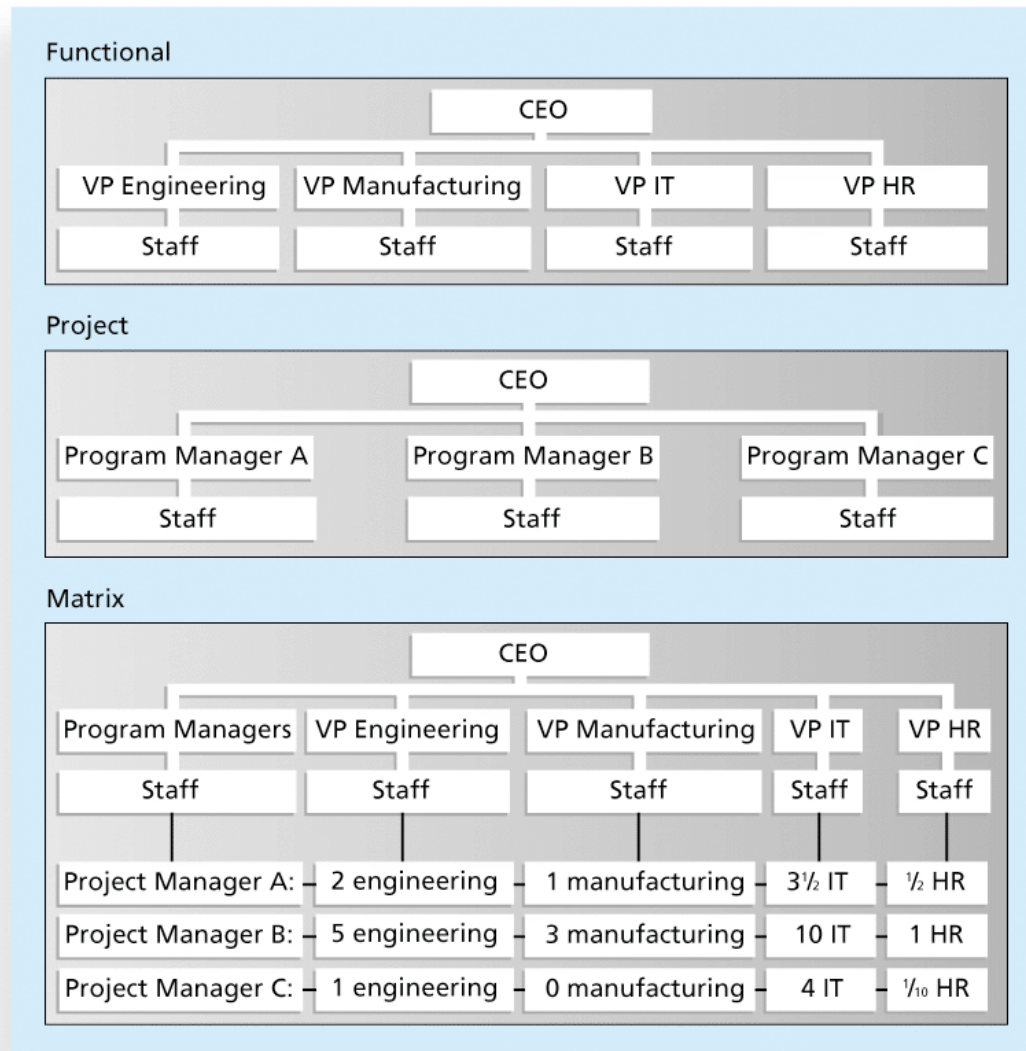 Functional
CEO
VP Engineering VP Manufacturing VP IT VP HR
Staff Staff Staff Staff
Project
CEO
Program Manager A Program Manager B Program Manager C
Staff Staff Staff
Matrix
CEO
Program Managers VP Engineering VP Manufacturing VP IT VP HR
Staff Staff Staff Staff Staff
Project Manager A: 2 engineering 1 manufacturing 3½ IT ½ HR
Project Manager B: 5 engineering 3 manufacturing 10 IT 1 HR
Project Manager C: 1 engineering 0 manufacturing 4 IT ⅒ HR